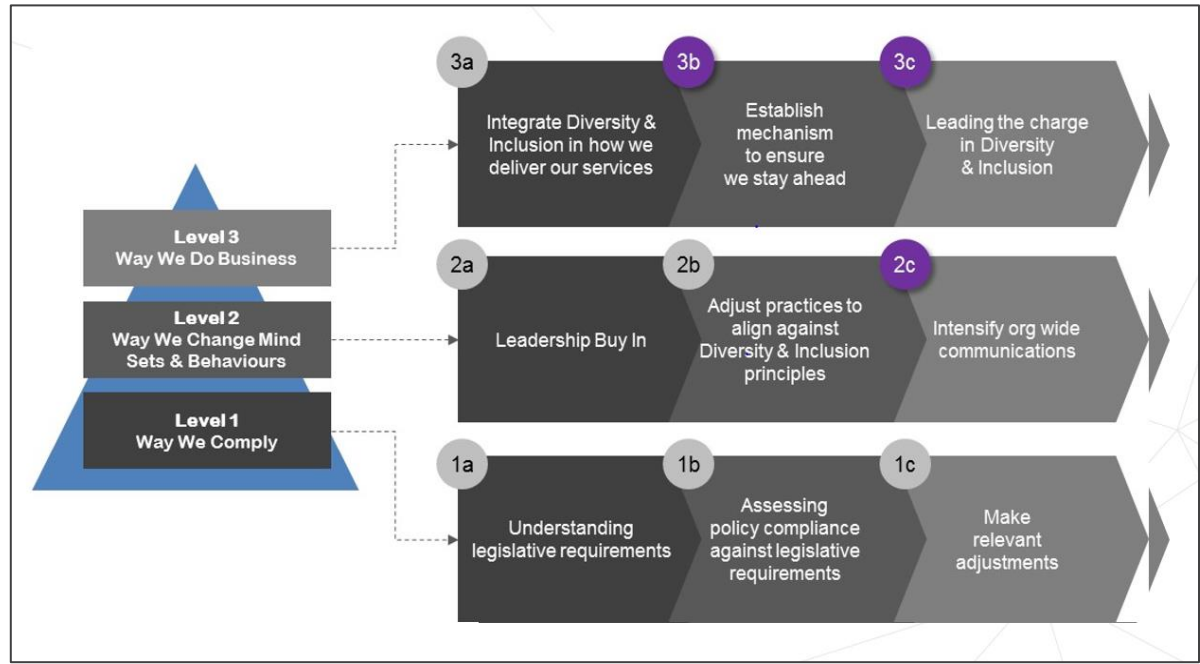 3a
Integrate Diversity &
Inclusion in how we
deliver our services
3b
Establish
mechanism
to ensure
we stay ahead
3c
Leading the charge
in Diversity
& Inclusion
Level 3
Way We Do Business
2a
Leadership Buy In
2b
Adjust practices to
align against
Diversity & Inclusion
principles
2c
Intensify org wide
communications
Level 2
Way We Change Mind
Sets & Behaviours
Level 1
Way We Comply
1a
Understanding
legislative requirements
1b
Assessing
policy compliance
against legislative
requirements
1c
Make
relevant
adjustments